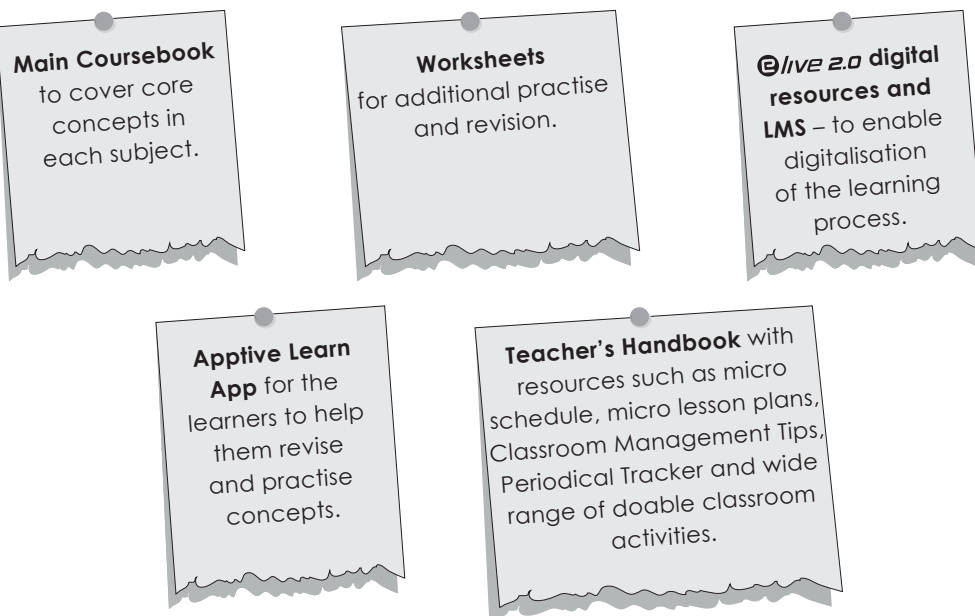 Main Coursebook
to cover core
concepts in
each subject.
Worksheets
for additional practise
and revision.
elive 2.0 digital
resources and
LMS – to enable
digitalisation
of the learning
process.
Apptive Learn
App for the
learners to help
them revise
and practise
concepts.
Teacher’s Handbook with
resources such as micro
schedule, micro lesson plans,
Classroom Management Tips,
Periodical Tracker and wide
range of doable classroom
activities.